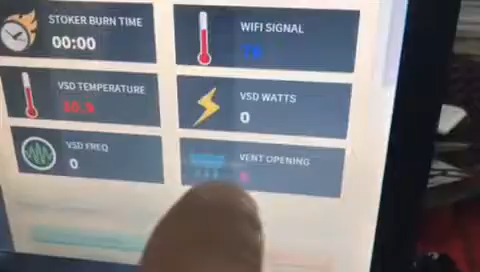 STOKER BURN TIME
00:00
WIFI SIGNAL
VSD TEMPERATURE
VSD WATTS
0
VSD FREQ
0
VENT OPENING